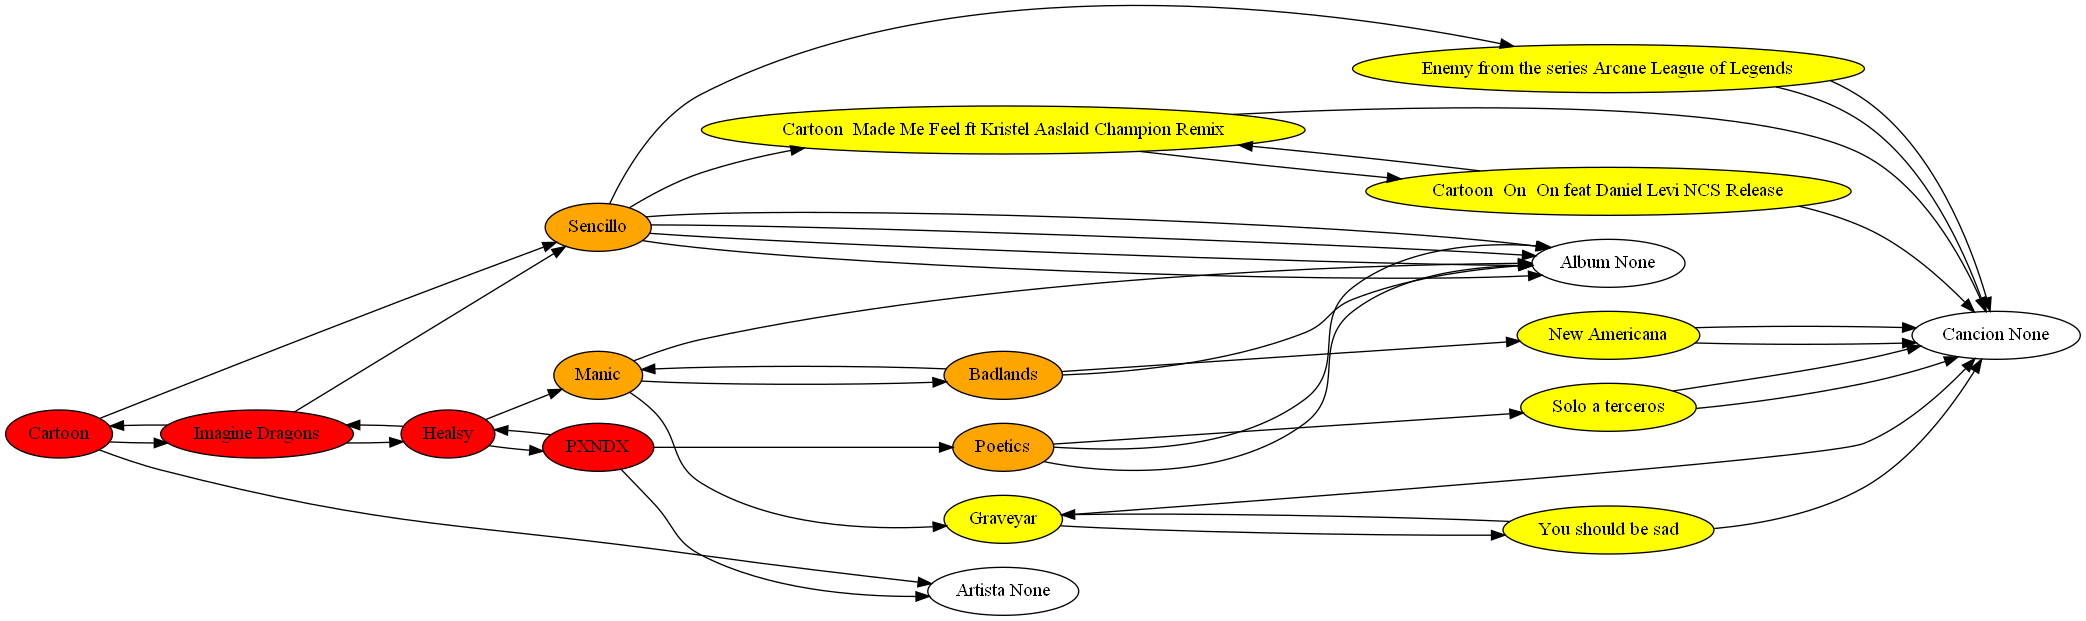 Enemy from the series Arcane League of Legends
Cartoon  Made Me Feel ft Kristel Aaslaid Champion Remix
Cartoon  On  On feat Daniel Levi NCS Release
Sencillo
Album None
New Americana
Cancion None
Manic
Badlands
Solo a terceros
Cartoon
Imagine Dragons
Healsy
PXNDX
Poetics
Graveyar
You should be sad
Artista None